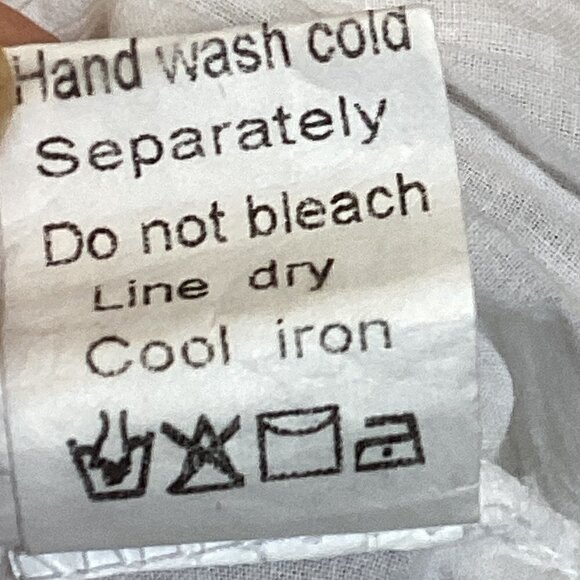 Hand wash cold
Separately
Do not bleach
Line dry
Cool iron